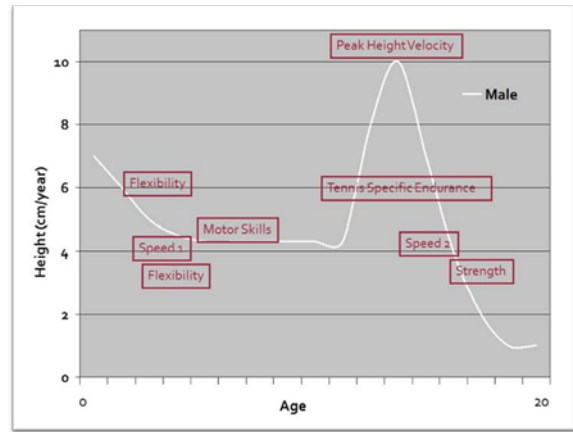 Peak Height Velocity
10
Male
8
Flexibility
6
Tennis Specific Endurance
Motor Skills
Speed 1
4
Speed 2
Flexibility
Strength
2
0
Height (cm/year)
0
20
Age